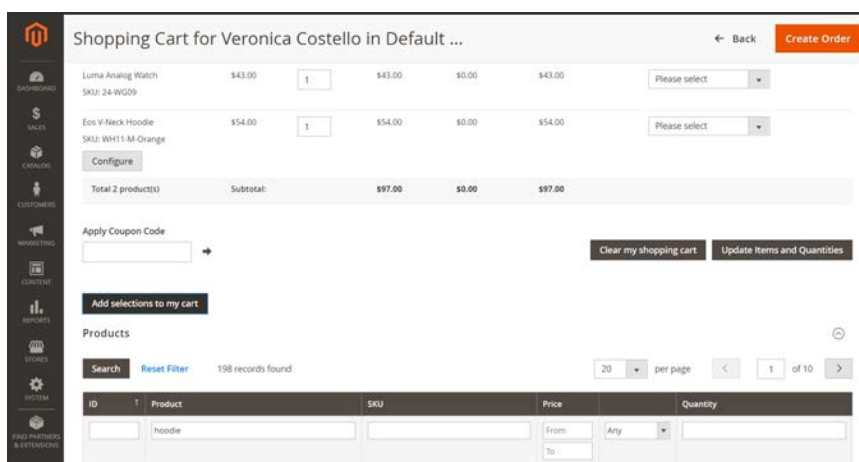 Shopping Cart for Veronica Costello in Default ...
← Back
Create Order
DASHBOARD
SALES
CATALOG
CUSTOMERS
MARKETING
CONTENT
REPORTS
STORES
SYSTEM
FIND PARTNERS
& EXTENSIONS
Luma Analog Watch $43.00 1 $43.00 $0.00 $43.00 Please select
SKU: 24-WG09
Eos V-Neck Hoodie $54.00 1 $54.00 $0.00 $54.00 Please select
SKU: WH11-M-Orange
Configure
Total 2 product(s) Subtotal: $97.00 $0.00 $97.00
Apply Coupon Code
Clear my shopping cart Update Items and Quantities
Add selections to my cart
Products
Search Reset Filter 198 records found 20 per page 1 of 10
ID ↑ Product SKU Price Quantity
hoodie From Any
To